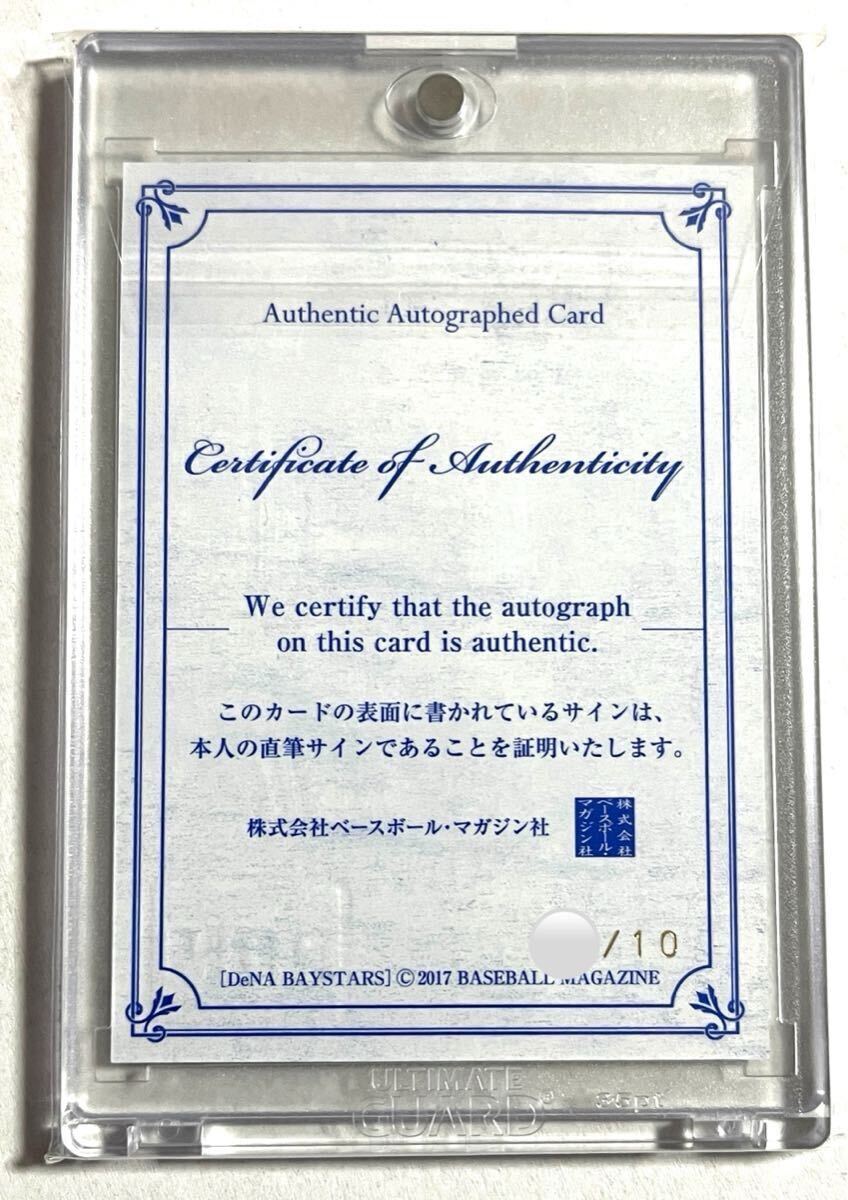 Authentic Autographed Card
Certificate of Authenticity
We certify that the autograph
on this card is authentic.
このカードの表面に書かれているサインは、
本人の直筆サインであることを証明いたします。
株式会社ベースボール・マガジン社
株式会社
ベースボール・
マガジン社
/10
[DeNA BAYSTARS] © 2017 BASEBALL MAGAZINE
ULTIMATE
GUARD® 35pt.